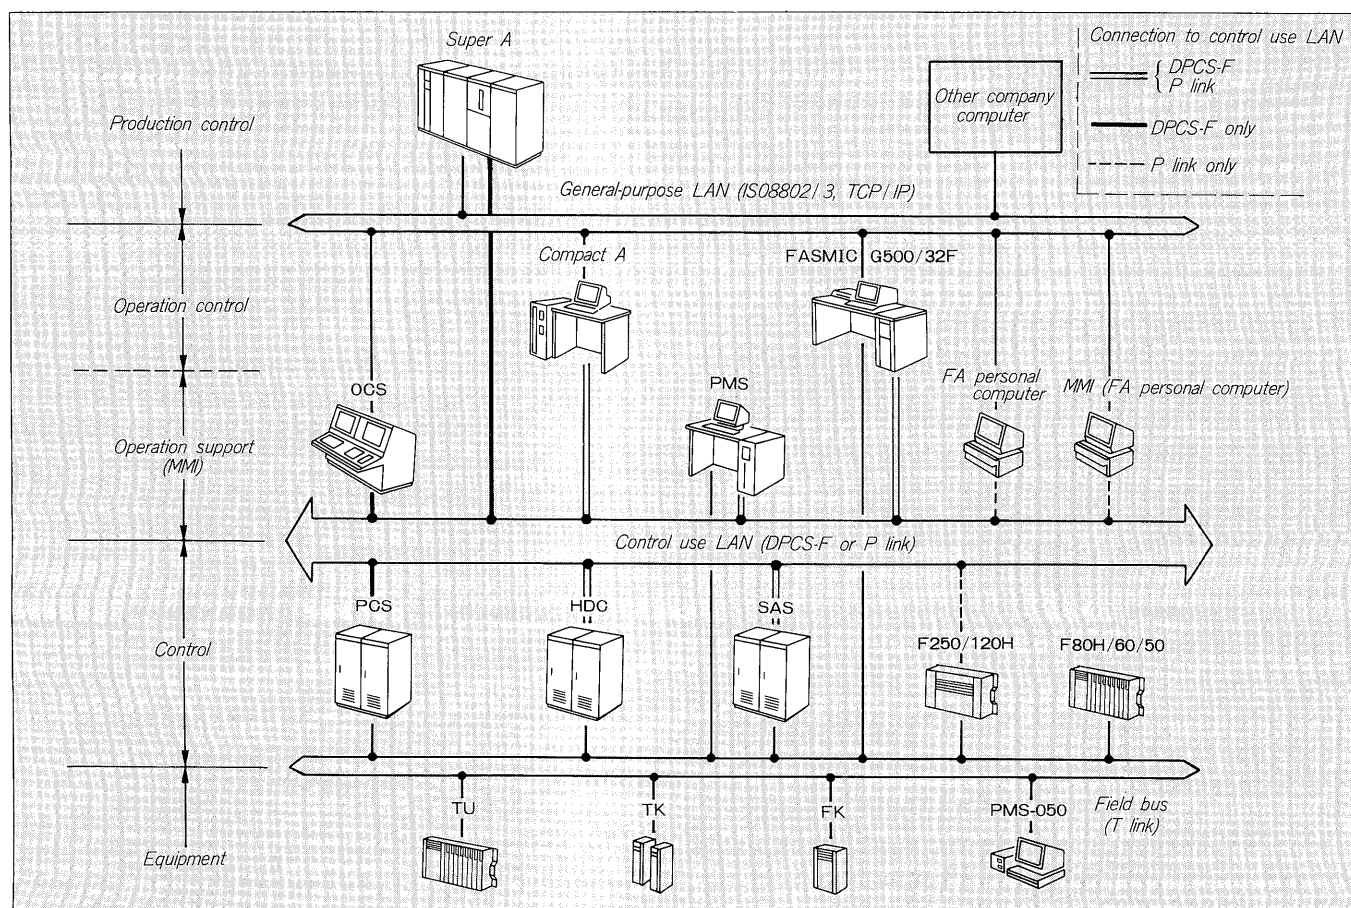 Super A
Connection to control use LAN
DPCS-F
P link
DPCS-F only
P link only
Other company
computer
Production control
General-purpose LAN (IS08802/3, TCP/IP)
Compact A
FASMIC G500/32F
Operation control
OCS
PMS
FA personal
computer
MMI (FA personal computer)
Operation support
(MMI)
Control use LAN (DPCS-F or P link)
PCS
HDC
SAS
F250/120H
F80H/60/50
Control
TU
TK
FK
PMS-050
Field bus
(T link)
Equipment